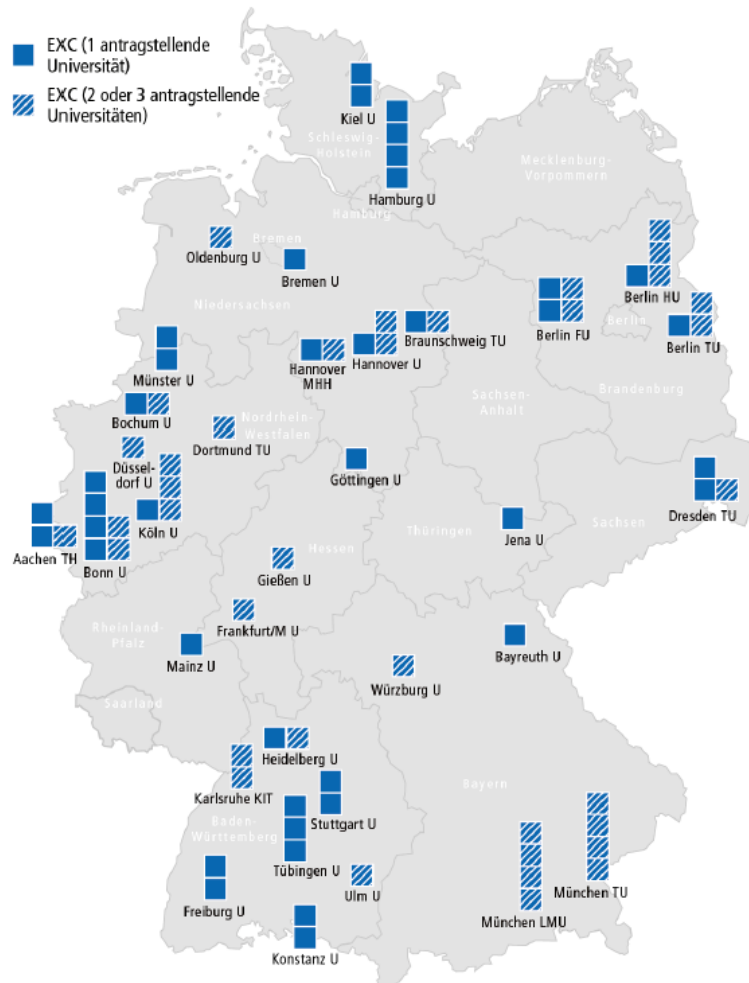 EXC (1 antragstellende
Universität)
EXC (2 oder 3 antragstellende
Universitäten)
Kiel U
Schleswig-
Holstein
Mecklenburg-
Vorpommern
Hamburg U
Hamburg
Bremen
Oldenburg U
Bremen U
Berlin HU
Niedersachsen
Berlin FU
Berlin
Braunschweig TU
Berlin TU
Hannover U
Hannover
MHH
Münster U
Sachsen-
Anhalt
Brandenburg
Bochum U
Nordrhein-
Westfalen
Dortmund TU
Düssel-
dorf U
Göttingen U
Köln U
Dresden TU
Sachsen
Thüringen
Jena U
Aachen TH
Bonn U
Hessen
Gießen U
Frankfurt/M U
Rheinland-
Pfalz
Mainz U
Bayreuth U
Würzburg U
Saarland
Heidelberg U
Bayern
Karlsruhe KIT
Stuttgart U
Baden-
Württemberg
Tübingen U
Ulm U
München TU
Freiburg U
München LMU
Konstanz U